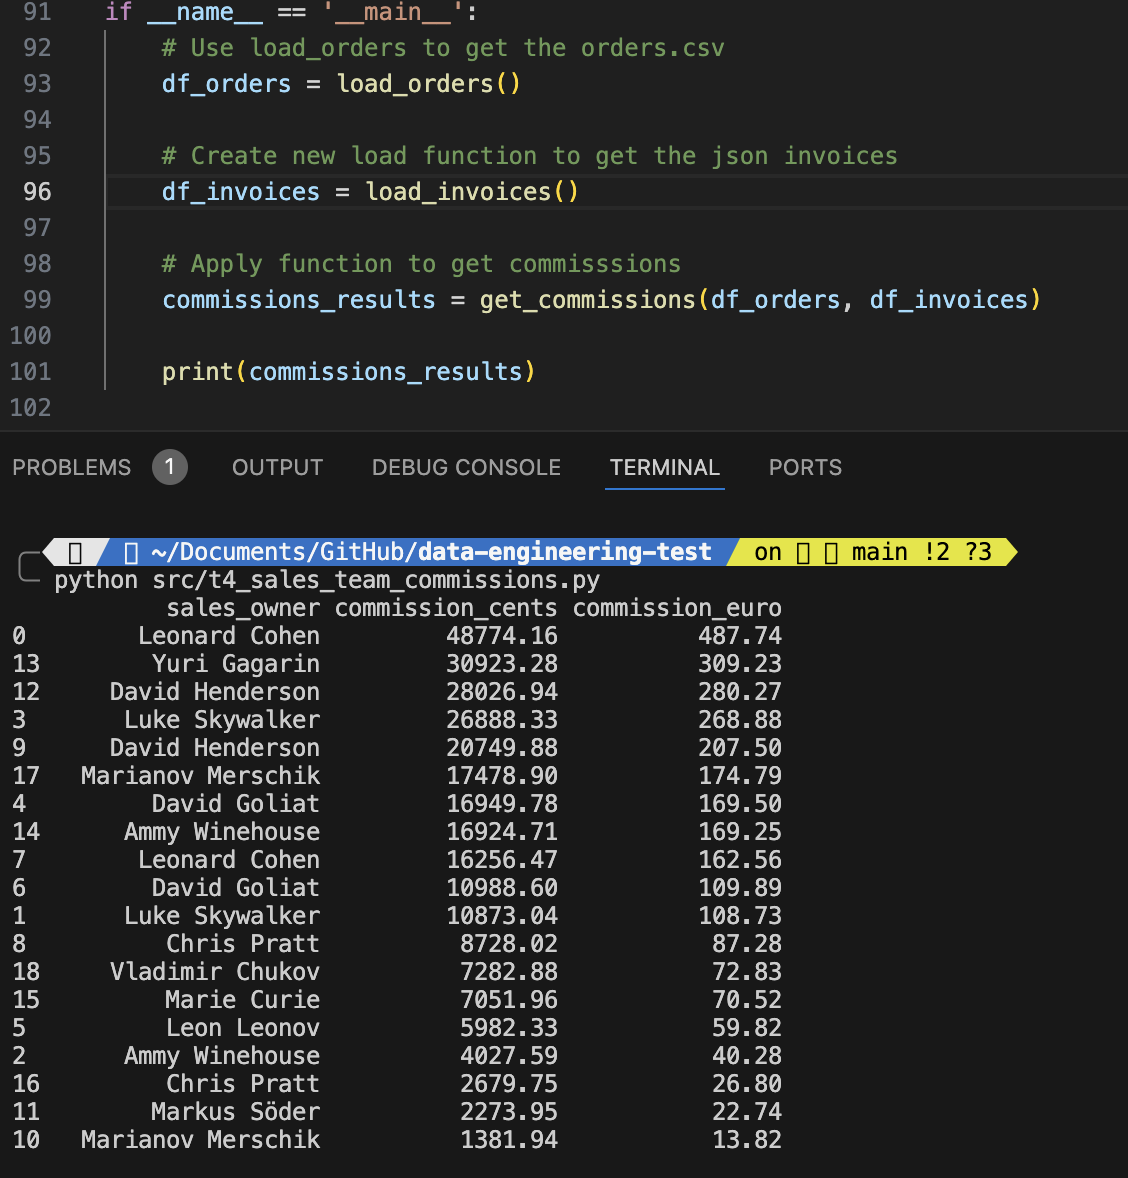 91 if __name__ == '__main__':
92 # Use load_orders to get the orders.csv
93 df_orders = load_orders()
94
95 # Create new load function to get the json invoices
96 df_invoices = load_invoices()
97
98 # Apply function to get commisssions
99 commissions_results = get_commissions(df_orders, df_invoices)
100
101 print(commissions_results)
102
PROBLEMS 1 OUTPUT DEBUG CONSOLE TERMINAL PORTS
~/Documents/GitHub/data-engineering-test on main !2 ?3
python src/t4_sales_team_commissions.py
sales_owner commission_cents commission_euro
0 Leonard Cohen 48774.16 487.74
13 Yuri Gagarin 30923.28 309.23
12 David Henderson 28026.94 280.27
3 Luke Skywalker 26888.33 268.88
9 David Henderson 20749.88 207.50
17 Marianov Merschik 17478.90 174.79
4 David Goliat 16949.78 169.50
14 Ammy Winehouse 16924.71 169.25
7 Leonard Cohen 16256.47 162.56
6 David Goliat 10988.60 109.89
1 Luke Skywalker 10873.04 108.73
8 Chris Pratt 8728.02 87.28
18 Vladimir Chukov 7282.88 72.83
15 Marie Curie 7051.96 70.52
5 Leon Leonov 5982.33 59.82
2 Ammy Winehouse 4027.59 40.28
16 Chris Pratt 2679.75 26.80
11 Markus Söder 2273.95 22.74
10 Marianov Merschik 1381.94 13.82